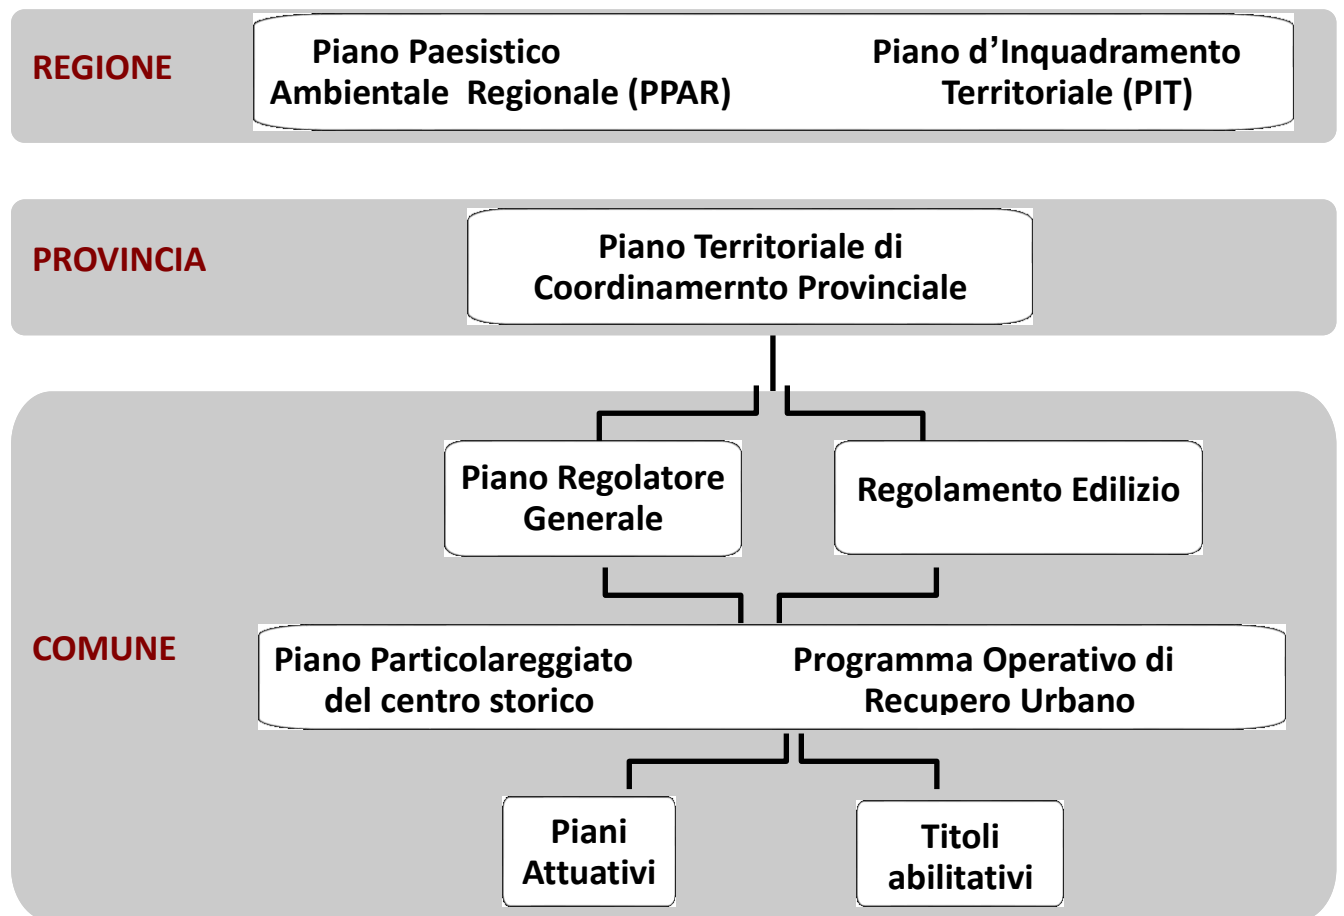 REGIONE
Piano Paesistico
Ambientale Regionale (PPAR)
Piano d’Inquadramento
Territoriale (PIT)
PROVINCIA
Piano Territoriale di
Coordinamernto Provinciale
Piano Regolatore
Generale
Regolamento Edilizio
COMUNE
Piano Particolareggiato
del centro storico
Programma Operativo di
Recupero Urbano
Piani
Attuativi
Titoli
abilitativi